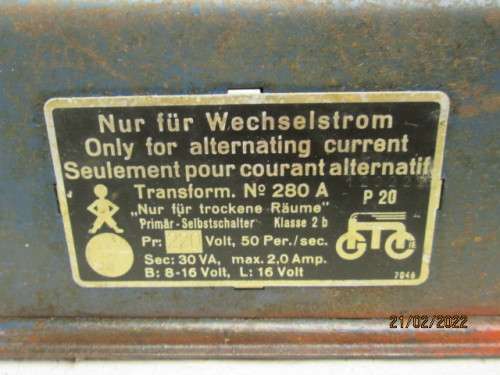 Nur für Wechselstrom
Only for alternating current
Seulement pour courant alternatif
Transform. Nº 280 A
„Nur für trockene Räume"
Primär-Selbstschalter Klasse 2 b
Pr: 220 Volt, 50 Per./sec.
Sec: 30 VA, max. 2,0 Amp.
B: 8-16 Volt, L: 16 Volt
P 20
7046
21/02/2022